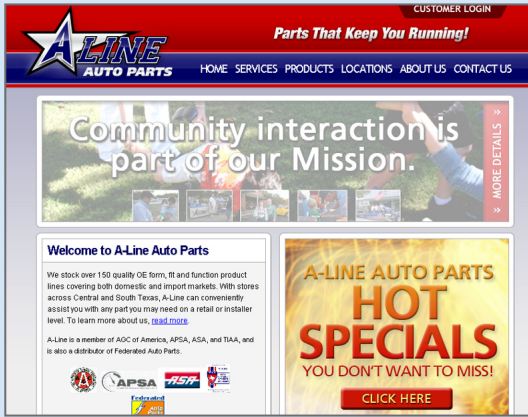 CUSTOMER LOGIN
Parts That Keep You Running!
A-LINE
AUTO PARTS
HOME SERVICES PRODUCTS LOCATIONS ABOUT US CONTACT US
Community interaction is
part of our Mission.
» MORE DETAILS »
Welcome to A-Line Auto Parts
We stock over 150 quality OE form, fit and function product
lines covering both domestic and import markets. With stores
across Central and South Texas, A-Line can conveniently
assist you with any part you may need on a retail or installer
level. To learn more about us, read more.
A-Line is a member of AGC of America, APSA, ASA, and TIAA, and
is also a distributor of Federated Auto Parts.
APSA
ASA
Federated
Auto
Parts
A-LINE AUTO PARTS
HOT
SPECIALS
YOU DON'T WANT TO MISS!
CLICK HERE